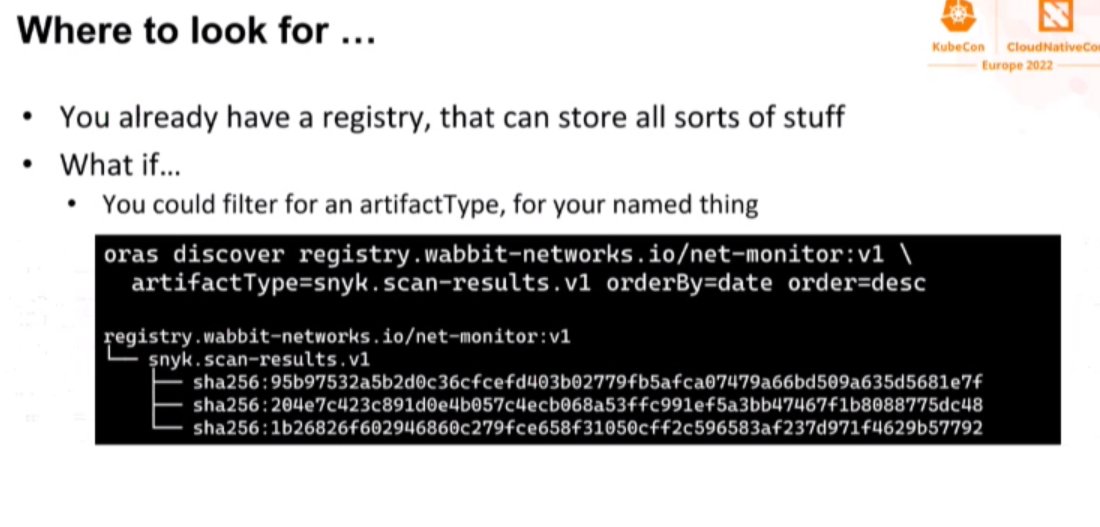 Where to look for ...
KubeCon
CloudNativeCo
Europe 2022
• You already have a registry, that can store all sorts of stuff
• What if...
• You could filter for an artifactType, for your named thing
oras discover registry.wabbit-networks.io/net-monitor:v1 \
artifactType=snyk.scan-results.v1 orderBy=date order=desc
registry.wabbit-networks.io/net-monitor:v1
└── snyk.scan-results.v1
├── sha256:95b97532a5b2d0c36cfcefd403b02779fb5afca07479a66bd509a635d5681e7f
├── sha256:204e7c423c891d0e4b057c4ecb068a53ffc991ef5a3bb47467f1b8088775dc48
└── sha256:1b26826f602946860c279fce658f31050cff2c596583af237d971f4629b57792